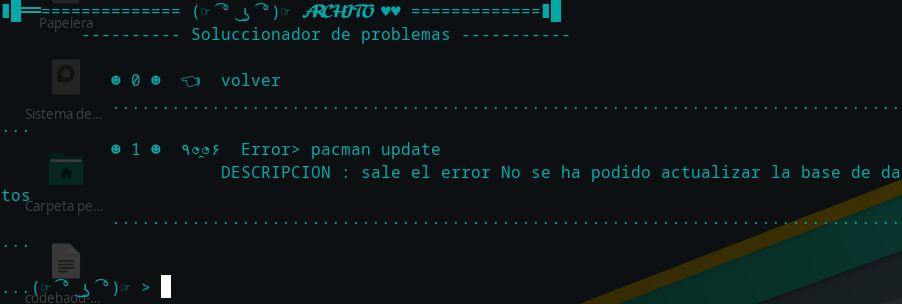 ============== (☞ ͡° ͜ʖ ͡°)☞ 𝓐𝓡𝓒𝓗𝓘𝓣𝓞 ♥♥ =============
Papelera
---------- Soluccionador de problemas -----------
☻ 0 ☻ 👈 volver
Sistema de...
...
☻ 1 ☻ ٩◔̯◔۶ Error> pacman update
DESCRIPCION : sale el error No se ha podido actualizar la base de da
tos
Carpeta pe...
...
...(☞ ͡° ͜ʖ ͡°)☞ >